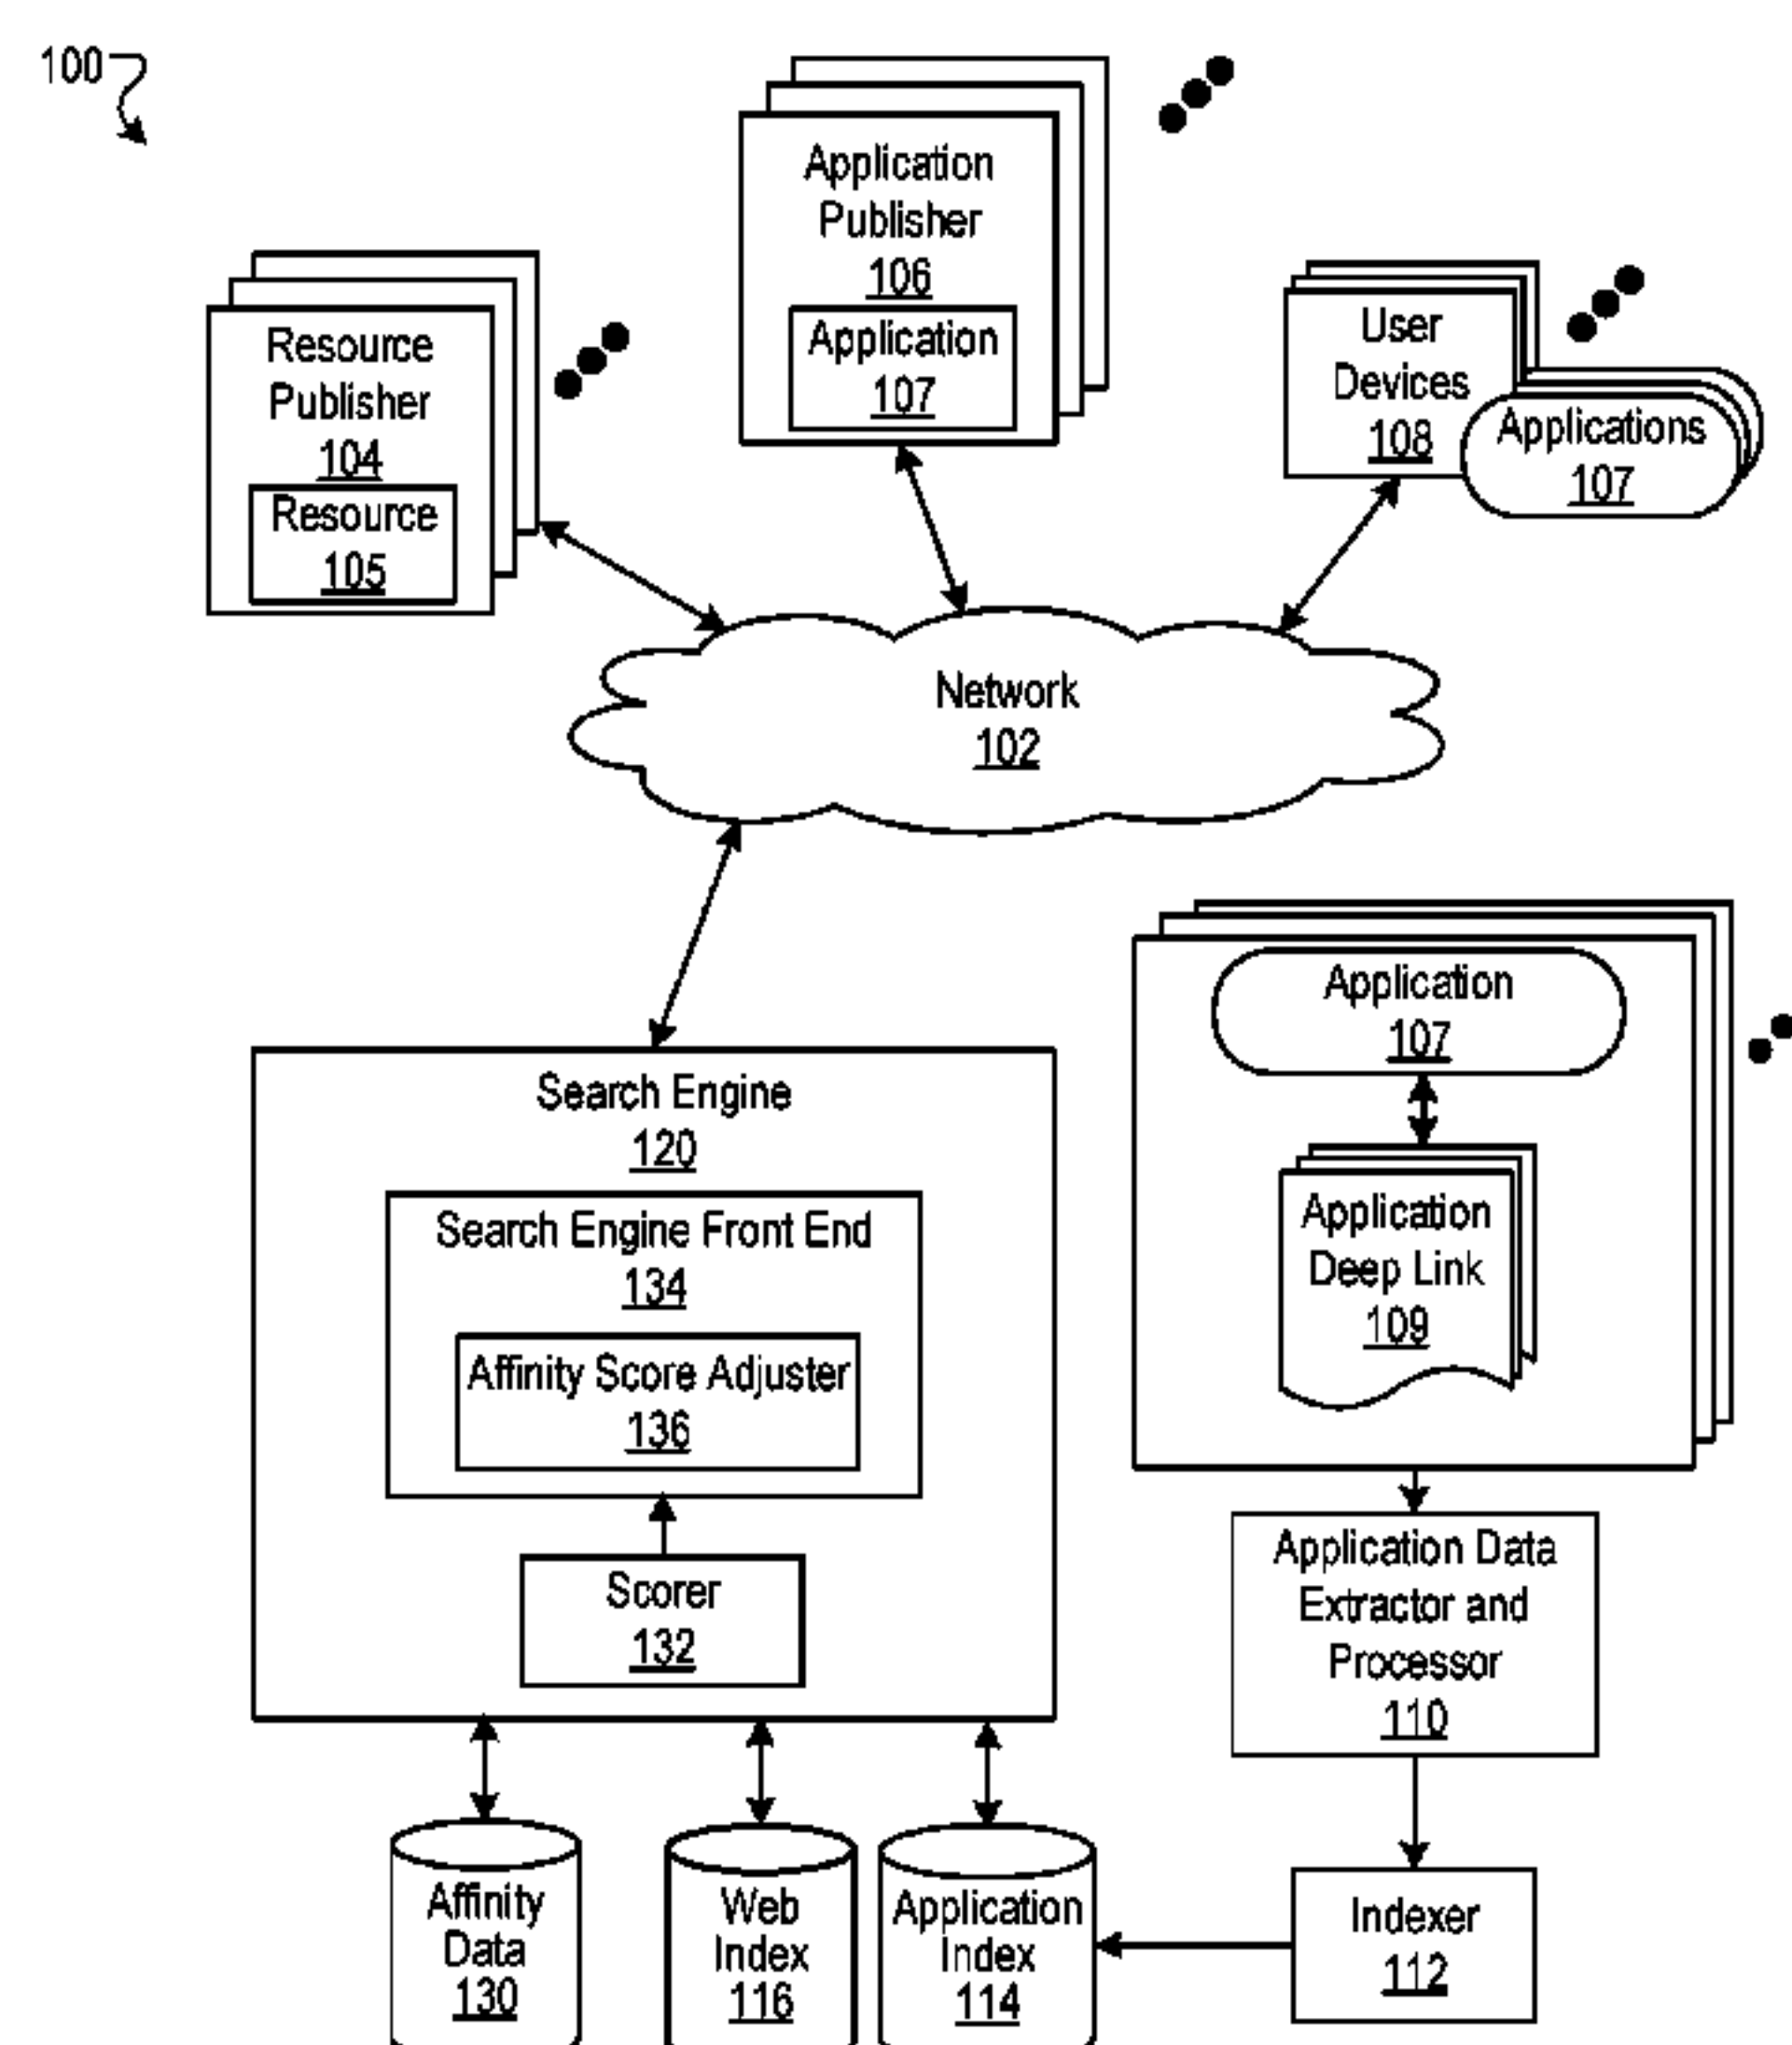 100
Application
Publisher
106
Application
107
Resource
Publisher
104
Resource
105
User
Devices
108
Applications
107
Network
102
Search Engine
120
Search Engine Front End
134
Affinity Score Adjuster
136
Scorer
132
Application
107
Application
Deep Link
109
Application Data
Extractor and
Processor
110
Affinity
Data
130
Web
Index
116
Application
Index
114
Indexer
112